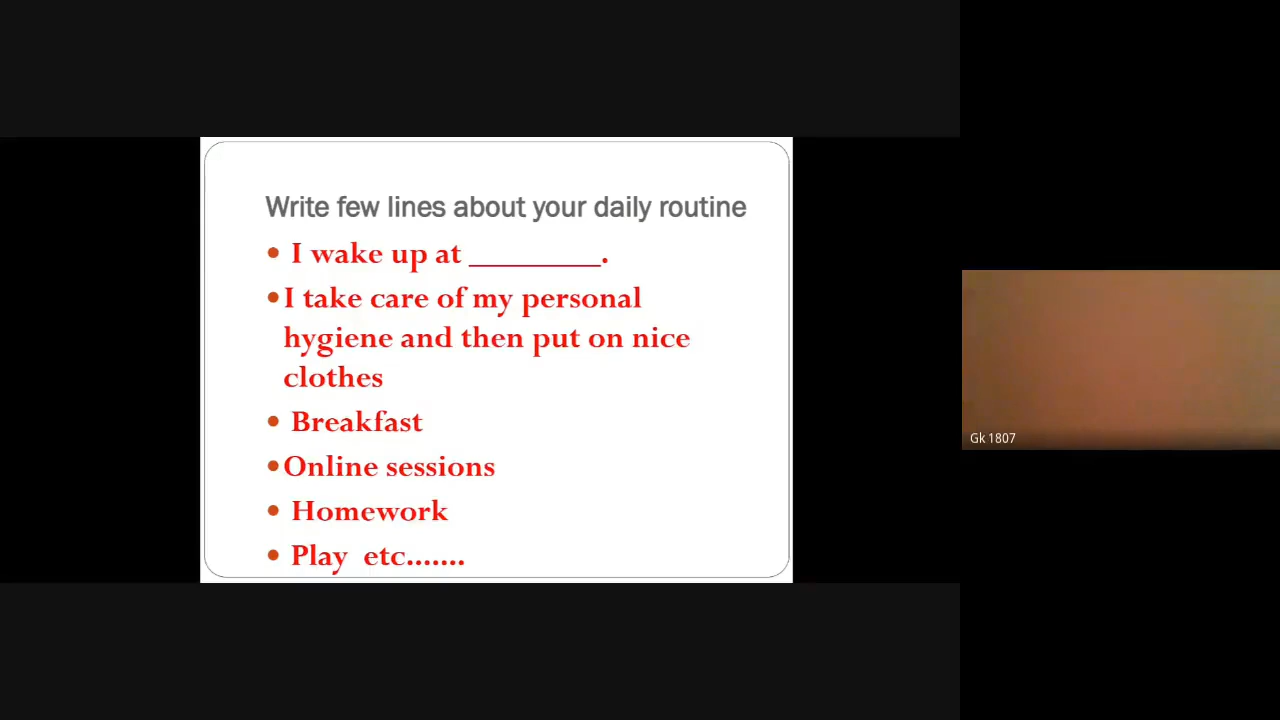 Write few lines about your daily routine
• I wake up at ________.
• I take care of my personal
hygiene and then put on nice
clothes
• Breakfast
• Online sessions
• Homework
• Play etc.......
Gk 1807